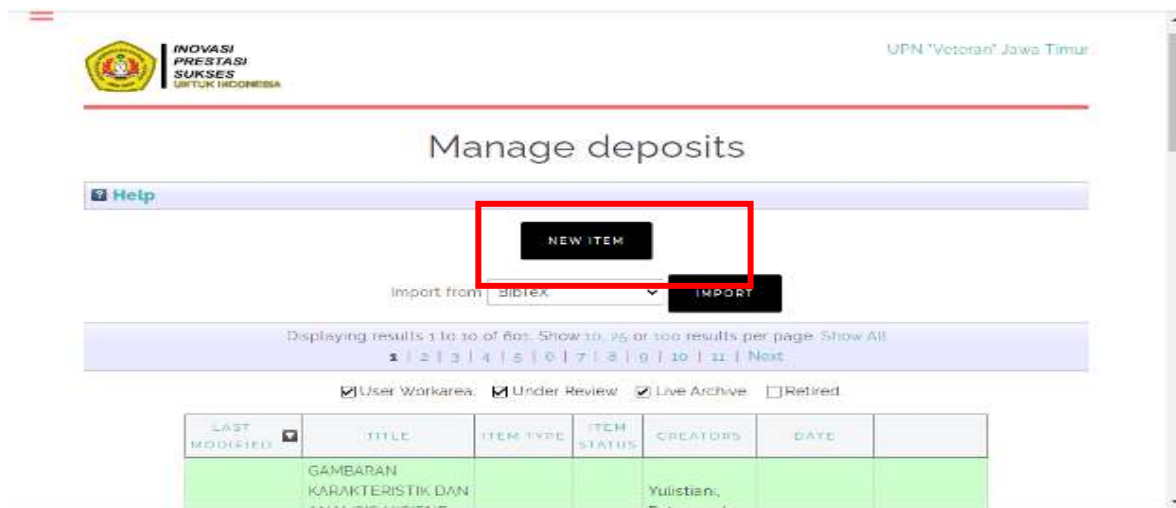 INOVASI
PRESTASI
SUKSES
UNTUK INDONESIA
UPN "Veteran" Jawa Timur
Manage deposits
Help
NEW ITEM
Import from BibTeX IMPORT
Displaying results 1 to 10 of 601. Show 10, 25 or 100 results per page. Show All
1 | 2 | 3 | 4 | 5 | 6 | 7 | 8 | 9 | 10 | 11 | Next
User Workarea. Under Review. Live Archive. Retired.
LAST MODIFIED TITLE ITEM TYPE ITEM STATUS CREATORS DATE
GAMBARAN
KARAKTERISTIK DAN
Yulistiani,